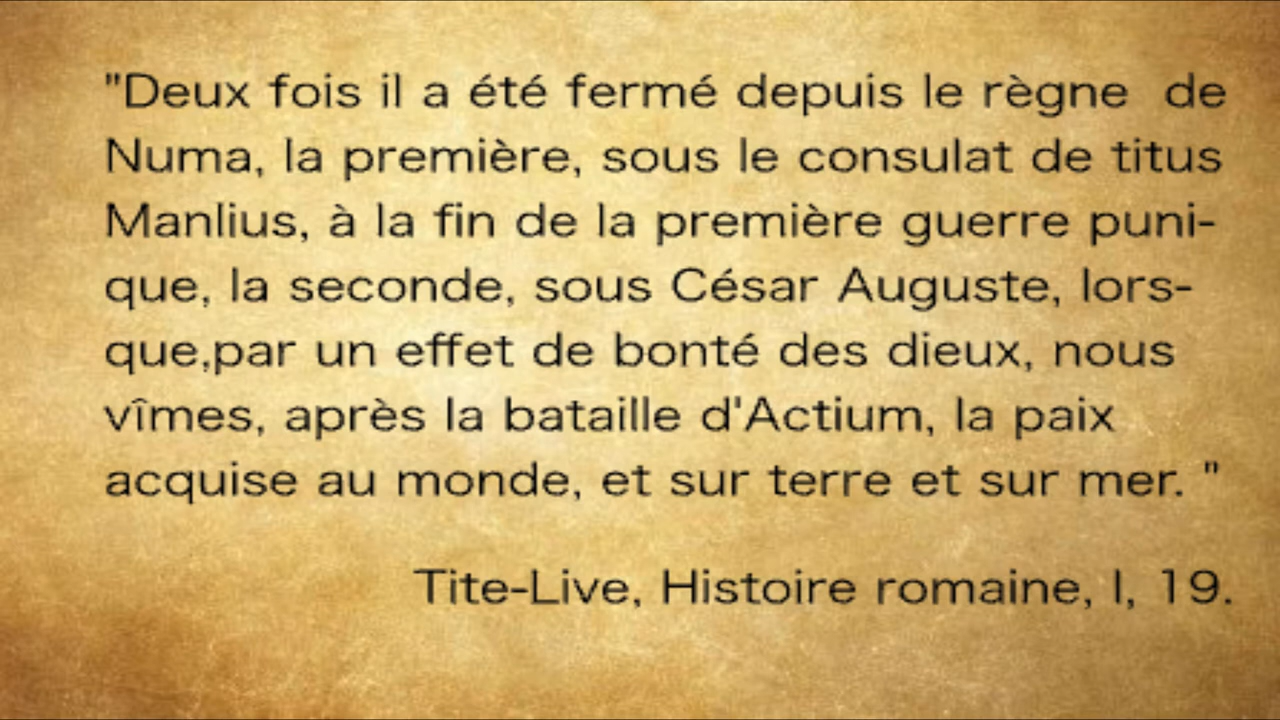 "Deux fois il a été fermé depuis le règne  de
Numa, la première, sous le consulat de titus
Manlius, à la fin de la première guerre puni-
que, la seconde, sous César Auguste, lors-
que,par un effet de bonté des dieux, nous
vîmes, après la bataille d'Actium, la paix
acquise au monde, et sur terre et sur mer. "
Tite-Live, Histoire romaine, I, 19.